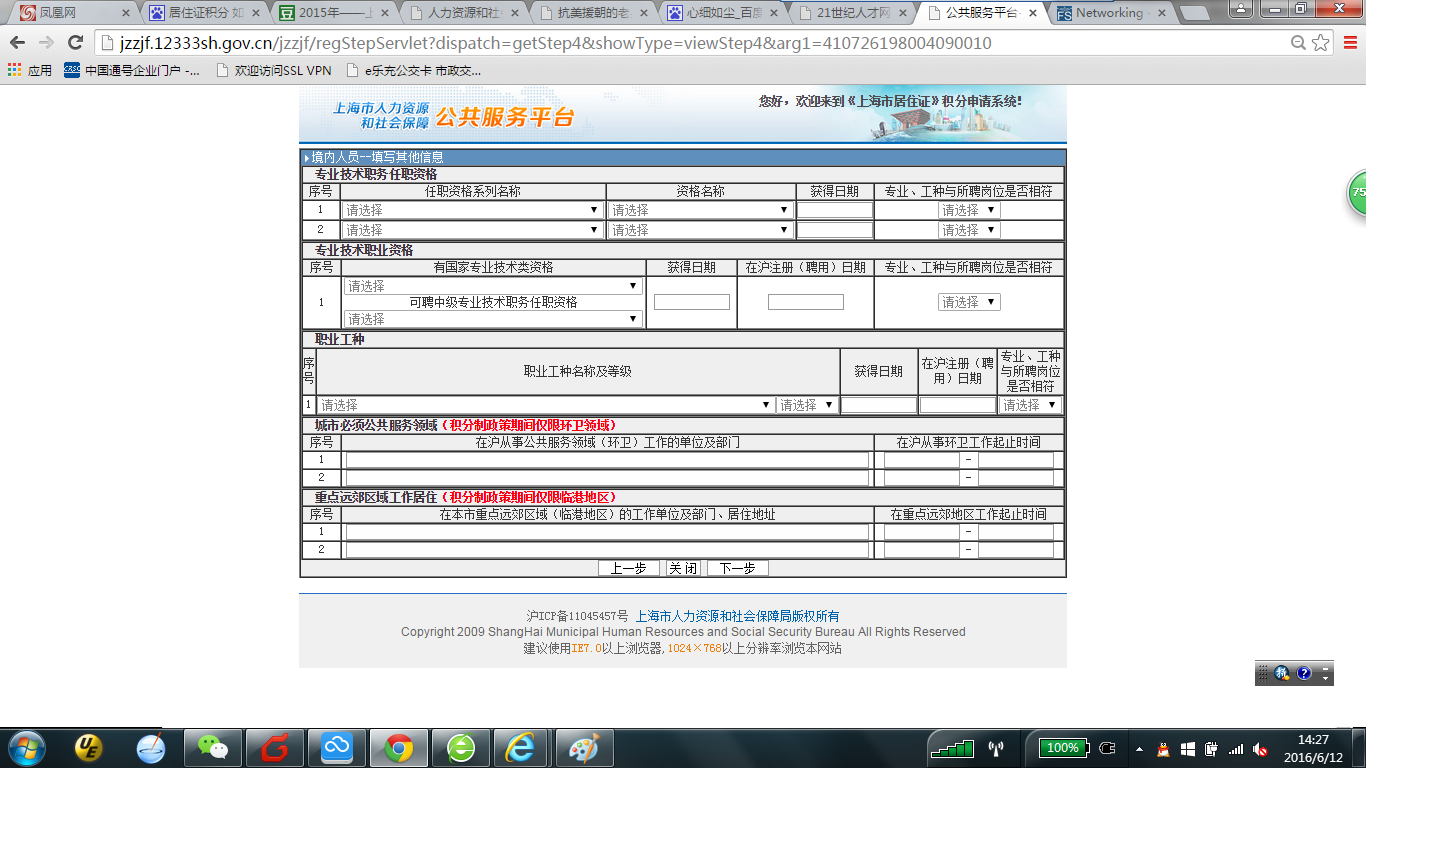 凤凰网
居住证积分 如
2015年——上
人力资源和社
抗美援朝的老
心细如尘_百度
21世纪人才网
公共服务平台
Networking
jzzjf.12333sh.gov.cn/jzzjf/regStepServlet?dispatch=getStep4&showType=viewStep4&arg1=410726198004090010
应用 中国通号企业门户 -... 欢迎访问SSL VPN e乐充公交卡 市政交...
上海市人力资源和社会保障 公共服务平台
您好，欢迎来到《上海市居住证》积分申请系统！
境内人员--填写其他信息
专业技术职务任职资格
序号 任职资格系列名称 资格名称 获得日期 专业、工种与所聘岗位是否相符
1 请选择 请选择 请选择
2 请选择 请选择 请选择
专业技术职业资格
序号 有国家专业技术类资格 获得日期 在沪注册（聘用）日期 专业、工种与所聘岗位是否相符
请选择
1 可聘中级专业技术职务任职资格 请选择
请选择
职业工种
序号 职业工种名称及等级 获得日期 在沪注册（聘用）日期 专业、工种与所聘岗位是否相符
1 请选择 请选择 请选择
城市必须公共服务领域（积分制政策期间仅限环卫领域）
序号 在沪从事公共服务领域（环卫）工作的单位及部门 在沪从事环卫工作起止时间
1 -
2 -
重点远郊区域工作居住（积分制政策期间仅限临港地区）
序号 在本市重点远郊区域（临港地区）的工作单位及部门、居住地址 在重点远郊地区工作起止时间
1 -
2 -
上一步 关 闭 下一步
沪ICP备11045457号 上海市人力资源和社会保障局版权所有
Copyright 2009 ShangHai Municipal Human Resources and Social Security Bureau All Rights Reserved
建议使用IE7.0以上浏览器,1024×768以上分辨率浏览本网站
75
100%
14:27
2016/6/12